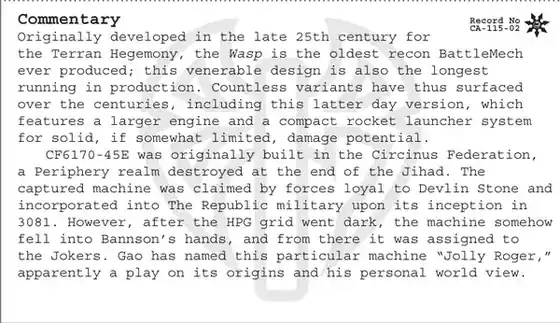 Commentary
Record No
CA-115-02
Originally developed in the late 25th century for
the Terran Hegemony, the Wasp is the oldest recon BattleMech
ever produced; this venerable design is also the longest
running in production. Countless variants have thus surfaced
over the centuries, including this latter day version, which
features a larger engine and a compact rocket launcher system
for solid, if somewhat limited, damage potential.
CF6170-45E was originally built in the Circinus Federation,
a Periphery realm destroyed at the end of the Jihad. The
captured machine was claimed by forces loyal to Devlin Stone and
incorporated into The Republic military upon its inception in
3081. However, after the HPG grid went dark, the machine somehow
fell into Bannson's hands, and from there it was assigned to
the Jokers. Gao has named this particular machine “Jolly Roger,”
apparently a play on its origins and his personal world view.